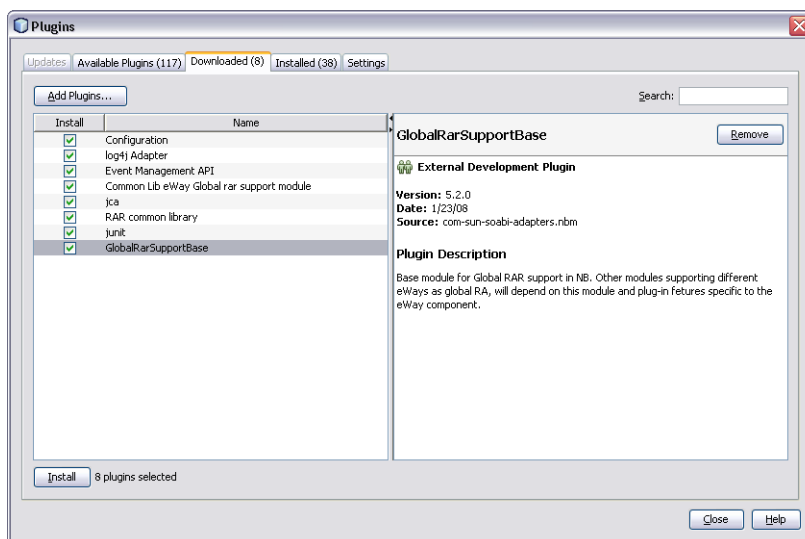 Plugins
Updates Available Plugins (117) Downloaded (8) Installed (38) Settings
Add Plugins... Search:
Install Name
Configuration
log4j Adapter
Event Management API
Common Lib eWay Global rar support module
jca
RAR common library
junit
GlobalRarSupportBase
GlobalRarSupportBase Remove
External Development Plugin
Version: 5.2.0
Date: 1/23/08
Source: com-sun-soabi-adapters.nbm
Plugin Description
Base module for Global RAR support in NB. Other modules supporting different
eWays as global RA, will depend on this module and plug-in fetures specific to the
eWay component.
Install 8 plugins selected
Close Help